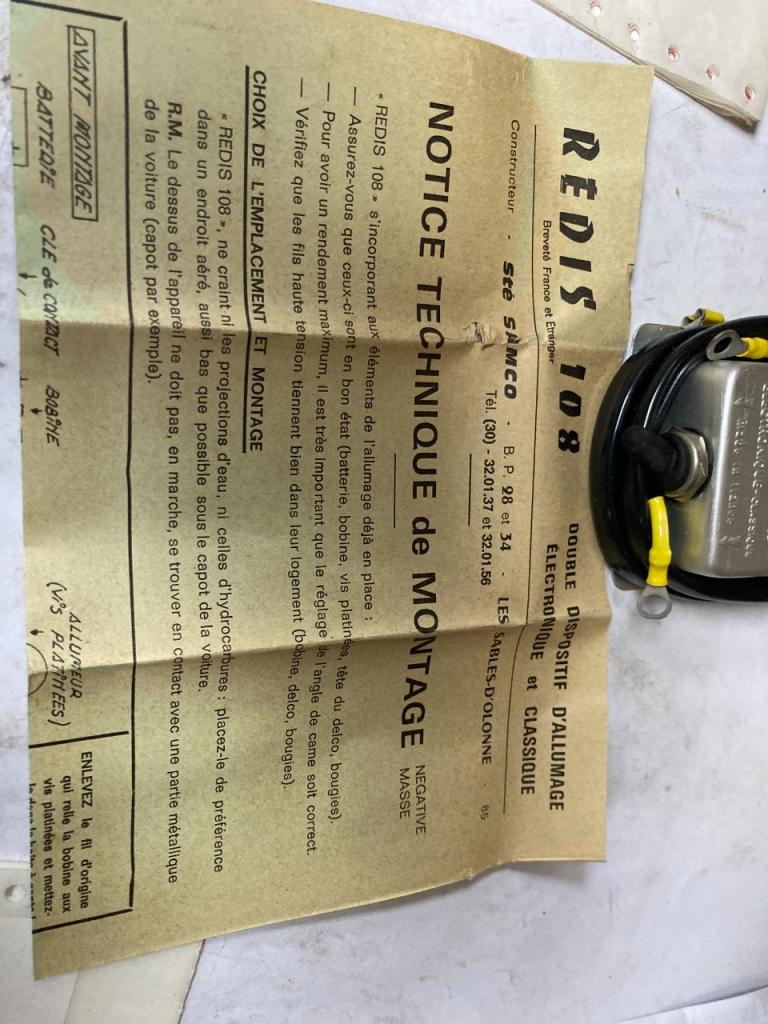 REDIS 108
DOUBLE DISPOSITIF D'ALLUMAGE
ÉLECTRONIQUE et CLASSIQUE
Breveté France et Etranger
Constructeur - Sté SAMCO - B. P. 28 et 34 - LES SABLES-D'OLONNE - 85
Tél. (30) - 32.01.37 et 32.01.56
NOTICE TECHNIQUE de MONTAGE NEGATIVE
MASSE
« REDIS 108 » s'incorporant aux éléments de l'allumage déjà en place :
— Assurez-vous que ceux-ci sont en bon état (batterie, bobine, vis platinées, tête du delco, bougies).
— Pour avoir un rendement maximum, il est très important que le réglage de l'angle de came soit correct.
— Vérifiez que les fils haute tension tiennent bien dans leur logement (bobine, delco, bougies).
CHOIX DE L'EMPLACEMENT ET MONTAGE
« REDIS 108 », ne craint ni les projections d'eau, ni celles d'hydrocarbures : placez-le de préférence
dans un endroit aéré, aussi bas que possible sous le capot de la voiture.
R.M. Le dessus de l'appareil ne doit pas, en marche, se trouver en contact avec une partie métallique
de la voiture (capot par exemple).
AVANT MONTAGE
BATTERIE CLE de CONTACT BOBINE
ALLUMEUR
(VIS PLATINEES)
ENLEVEZ le fil d'origine
qui relie la bobine aux
vis platinées et mettez-